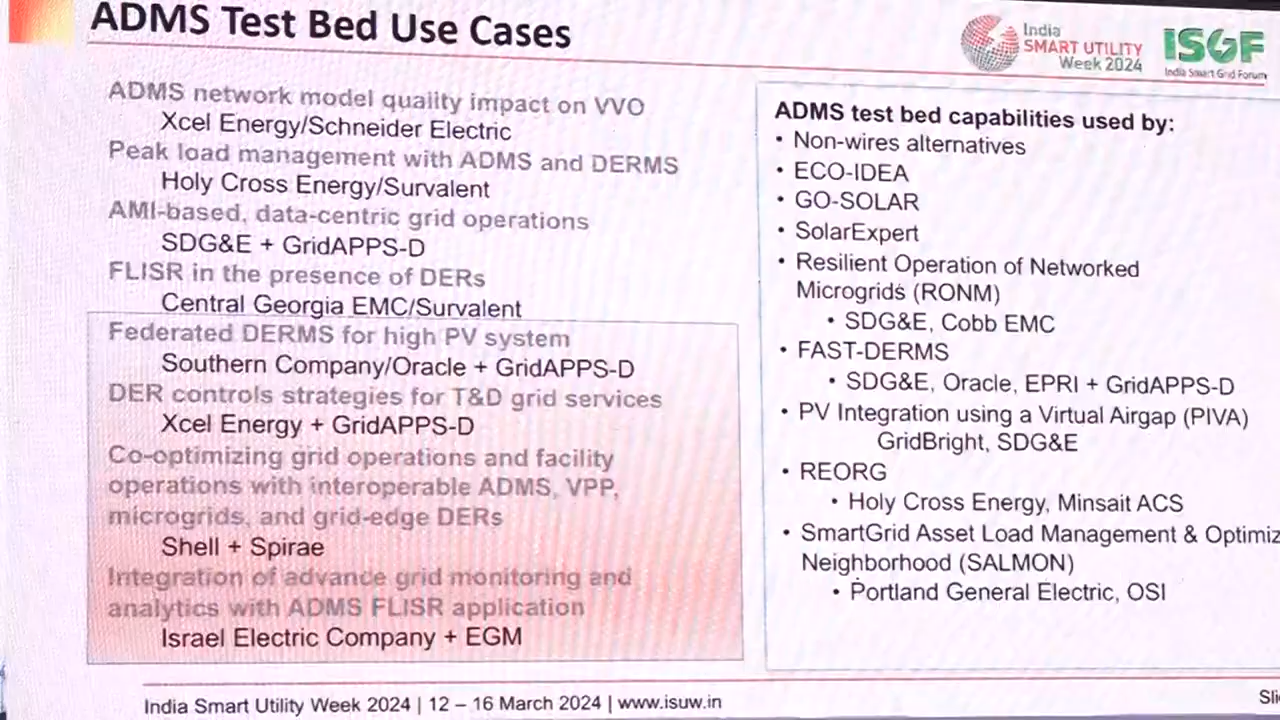 ADMS Test Bed Use Cases
India
SMART UTILITY
Week 2024
ISGF
India Smart Grid Forum
ADMS network model quality impact on VVO
Xcel Energy/Schneider Electric
Peak load management with ADMS and DERMS
Holy Cross Energy/Survalent
AMI-based, data-centric grid operations
SDG&E + GridAPPS-D
FLISR in the presence of DERs
Central Georgia EMC/Survalent
Federated DERMS for high PV system
Southern Company/Oracle + GridAPPS-D
DER controls strategies for T&D grid services
Xcel Energy + GridAPPS-D
Co-optimizing grid operations and facility
operations with interoperable ADMS, VPP,
microgrids, and grid-edge DERs
Shell + Spirae
Integration of advance grid monitoring and
analytics with ADMS FLISR application
Israel Electric Company + EGM
ADMS test bed capabilities used by:
• Non-wires alternatives
• ECO-IDEA
• GO-SOLAR
• SolarExpert
• Resilient Operation of Networked
Microgrids (RONM)
• SDG&E, Cobb EMC
• FAST-DERMS
• SDG&E, Oracle, EPRI + GridAPPS-D
• PV Integration using a Virtual Airgap (PIVA)
GridBright, SDG&E
• REORG
• Holy Cross Energy, Minsait ACS
• SmartGrid Asset Load Management & Optimiz
Neighborhood (SALMON)
• Portland General Electric, OSI
India Smart Utility Week 2024 | 12 – 16 March 2024 | www.isuw.in
Sli